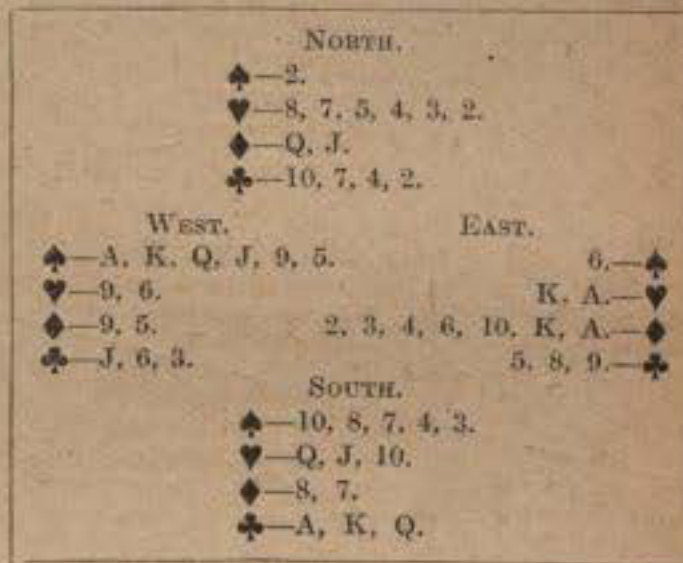 NORTH.
♠—2.
♥—8, 7, 5, 4, 3, 2.
♦—Q, J.
♣—10, 7, 4, 2.
WEST.
♠—A, K, Q, J, 9, 5.
♥—9, 6.
♦—9, 5.
♣—J, 6, 3.
EAST.
6.—♠
K, A.—♥
2, 3, 4, 6, 10, K, A.—♦
5, 8, 9.—♣
SOUTH.
♠—10, 8, 7, 4, 3.
♥—Q, J, 10.
♦—8, 7.
♣—A, K, Q.